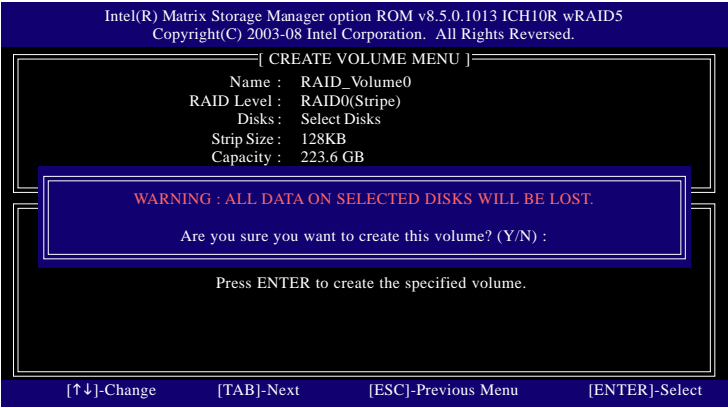 Intel(R) Matrix Storage Manager option ROM v8.5.0.1013 ICH10R wRAID5
Copyright(C) 2003-08 Intel Corporation. All Rights Reversed.
[ CREATE VOLUME MENU ]
Name : RAID_Volume0
RAID Level : RAID0(Stripe)
Disks : Select Disks
Strip Size : 128KB
Capacity : 223.6 GB
WARNING : ALL DATA ON SELECTED DISKS WILL BE LOST.
Are you sure you want to create this volume? (Y/N) :
Press ENTER to create the specified volume.
[↑↓]-Change [TAB]-Next [ESC]-Previous Menu [ENTER]-Select